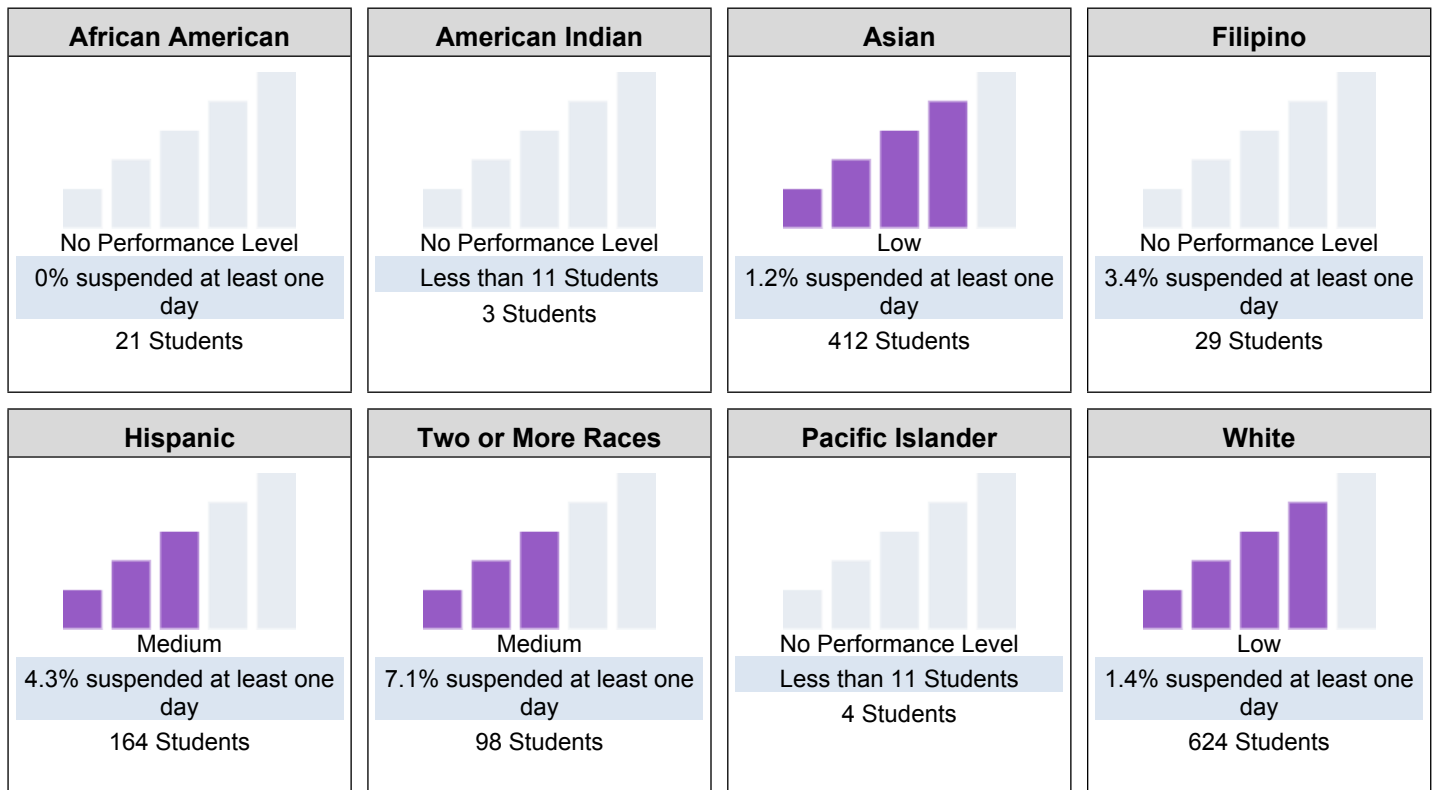 African American
No Performance Level
0% suspended at least one
day
21 Students
American Indian
No Performance Level
Less than 11 Students
3 Students
Asian
Low
1.2% suspended at least one
day
412 Students
Filipino
No Performance Level
3.4% suspended at least one
day
29 Students
Hispanic
Medium
4.3% suspended at least one
day
164 Students
Two or More Races
Medium
7.1% suspended at least one
day
98 Students
Pacific Islander
No Performance Level
Less than 11 Students
4 Students
White
Low
1.4% suspended at least one
day
624 Students